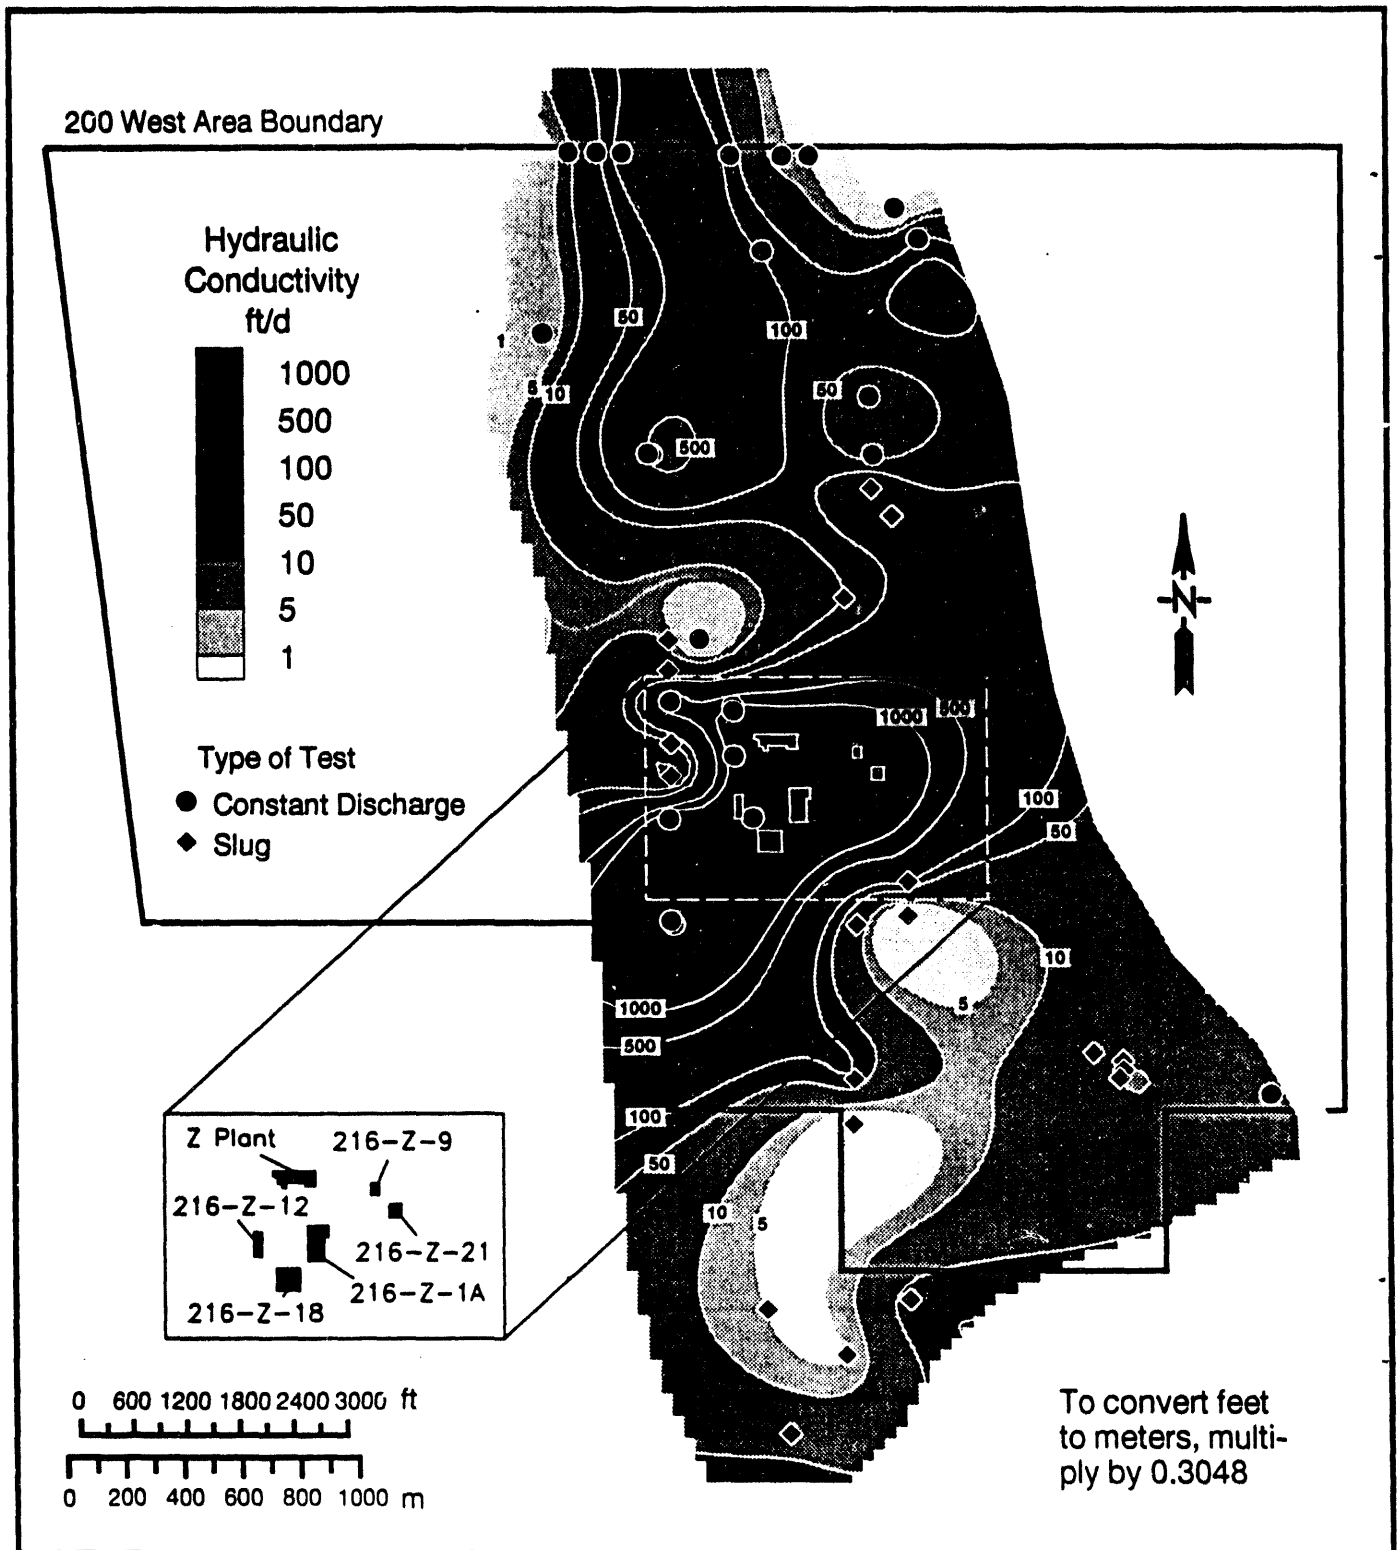 200 West Area Boundary
Hydraulic
Conductivity
ft/d
1000
500
100
50
10
5
1
50
100
1
5
10
50
500
Type of Test
Constant Discharge
Slug
N
1000
500
100
50
10
5
1000
500
100
50
10
5
Z Plant
216-Z-9
216-Z-12
216-Z-21
216-Z-1A
216-Z-18
0 600 1200 1800 2400 3000 ft
0 200 400 600 800 1000 m
To convert feet
to meters, multi-
ply by 0.3048